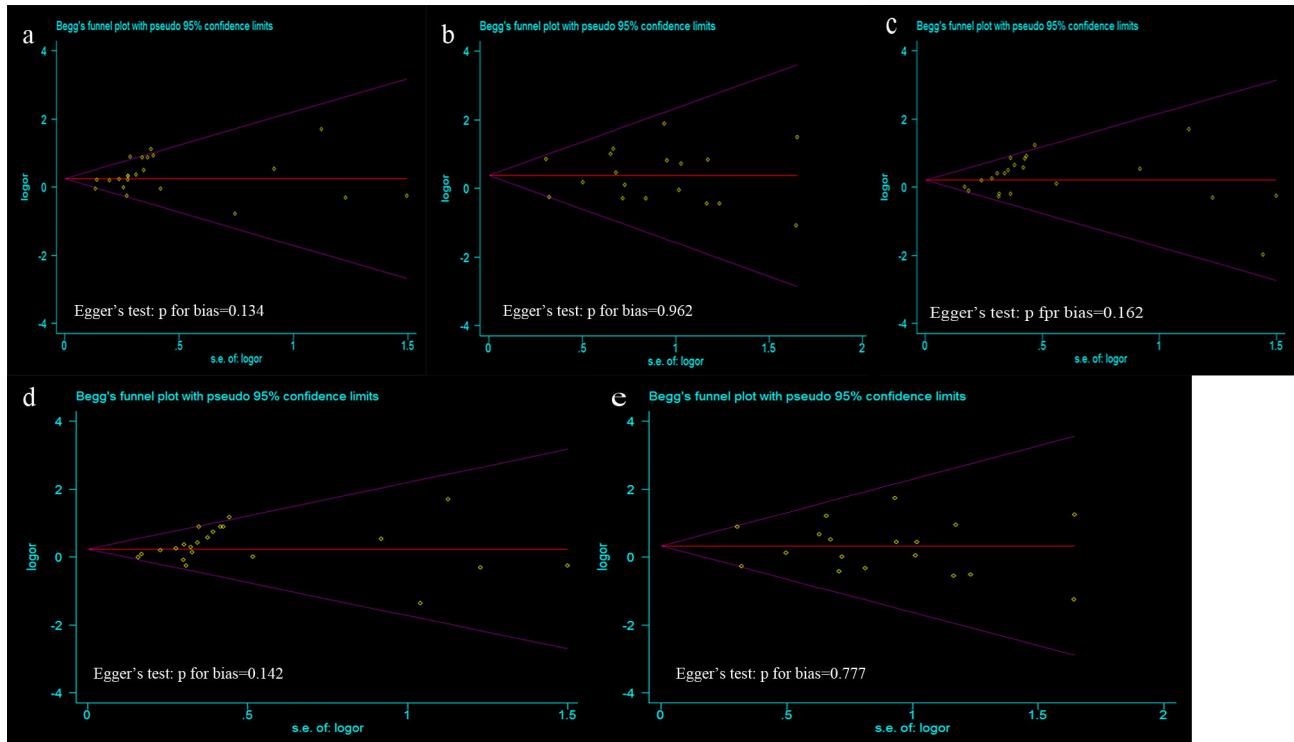 a
Begg's funnel plot with pseudo 95% confidence limits
4
2
0
-2
-4
logor
Egger's test: p for bias=0.134
0
.5
1
1.5
s.e. of: logor
b
Begg's funnel plot with pseudo 95% confidence limits
4
2
0
-2
-4
logor
Egger's test: p for bias=0.962
0
.5
1
1.5
2
s.e. of: logor
c
Begg's funnel plot with pseudo 95% confidence limits
4
2
0
-2
-4
logor
Egger's test: p fpr bias=0.162
0
.5
1
1.5
s.e. of: logor
d
Begg's funnel plot with pseudo 95% confidence limits
4
2
0
-2
-4
logor
Egger's test: p for bias=0.142
0
.5
1
1.5
s.e. of: logor
e
Begg's funnel plot with pseudo 95% confidence limits
4
2
0
-2
-4
logor
Egger's test: p for bias=0.777
0
.5
1
1.5
2
s.e. of: logor